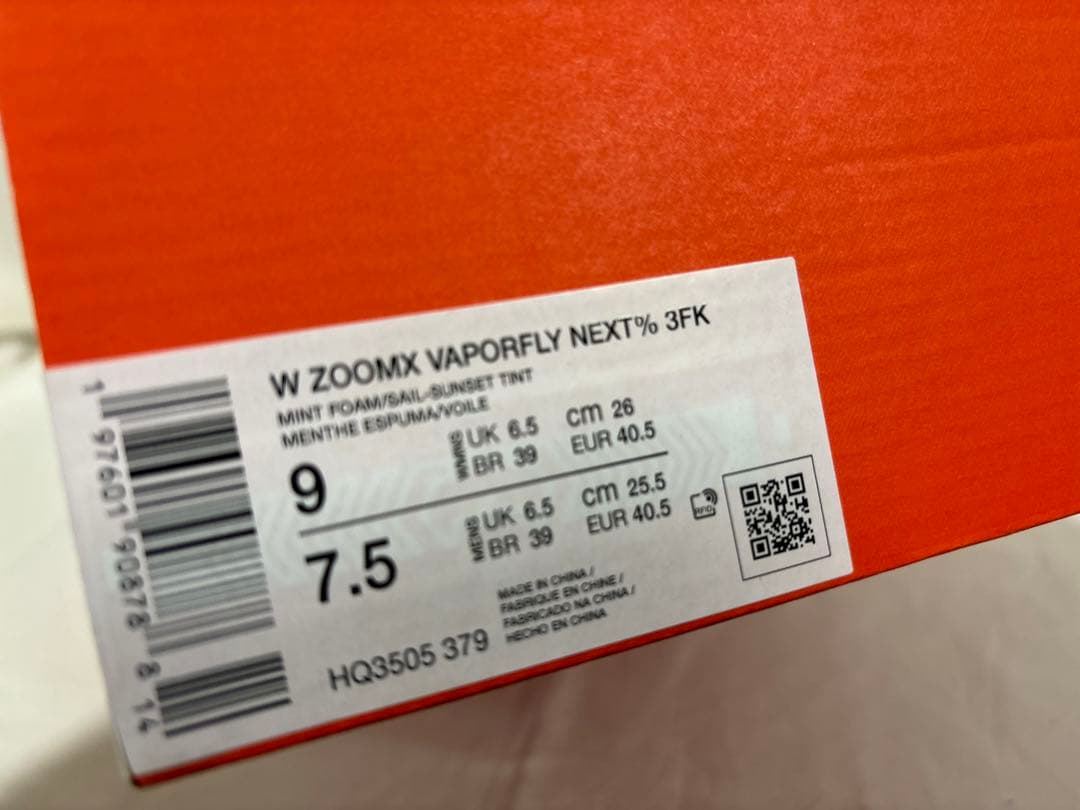 W ZOOMX VAPORFLY NEXT% 3FK
MINT FOAM/SAIL-SUNSET TINT
MENTHE ESPUMA/VOILE
9
WMNS
UK 6.5 cm 26
BR 39 EUR 40.5
7.5
MENS
UK 6.5 cm 25.5
BR 39 EUR 40.5
RFID
MADE IN CHINA /
FABRIQUE EN CHINE /
FABRICADO NA CHINA /
HECHO EN CHINA
HQ3505 379
1 97601 90878 8 14